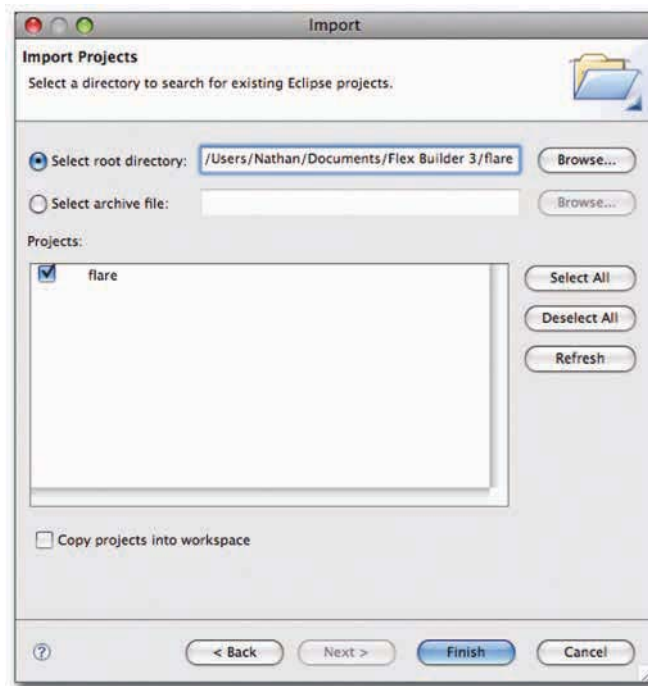 Import
Import Projects
Select a directory to search for existing Eclipse projects.
Select root directory: /Users/Nathan/Documents/Flex Builder 3/flare Browse...
Select archive file: Browse...
Projects:
flare
Select All
Deselect All
Refresh
Copy projects into workspace
? < Back Next > Finish Cancel